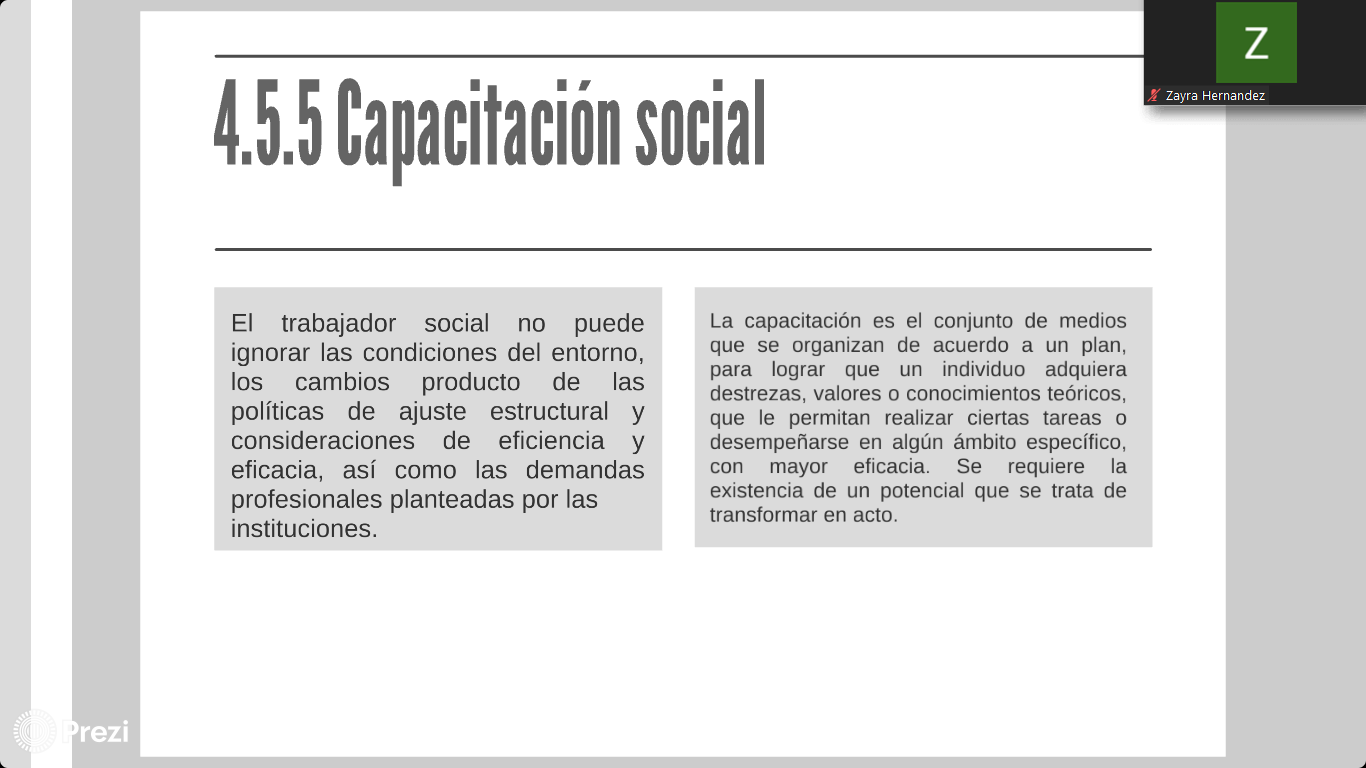 Z
Zayra Hernandez
4.5.5 Capacitación social
El trabajador social no puede
ignorar las condiciones del entorno,
los cambios producto de las
políticas de ajuste estructural y
consideraciones de eficiencia y
eficacia, así como las demandas
profesionales planteadas por las
instituciones.
La capacitación es el conjunto de medios
que se organizan de acuerdo a un plan,
para lograr que un individuo adquiera
destrezas, valores o conocimientos teóricos,
que le permitan realizar ciertas tareas o
desempeñarse en algún ámbito específico,
con mayor eficacia. Se requiere la
existencia de un potencial que se trata de
transformar en acto.
Prezi